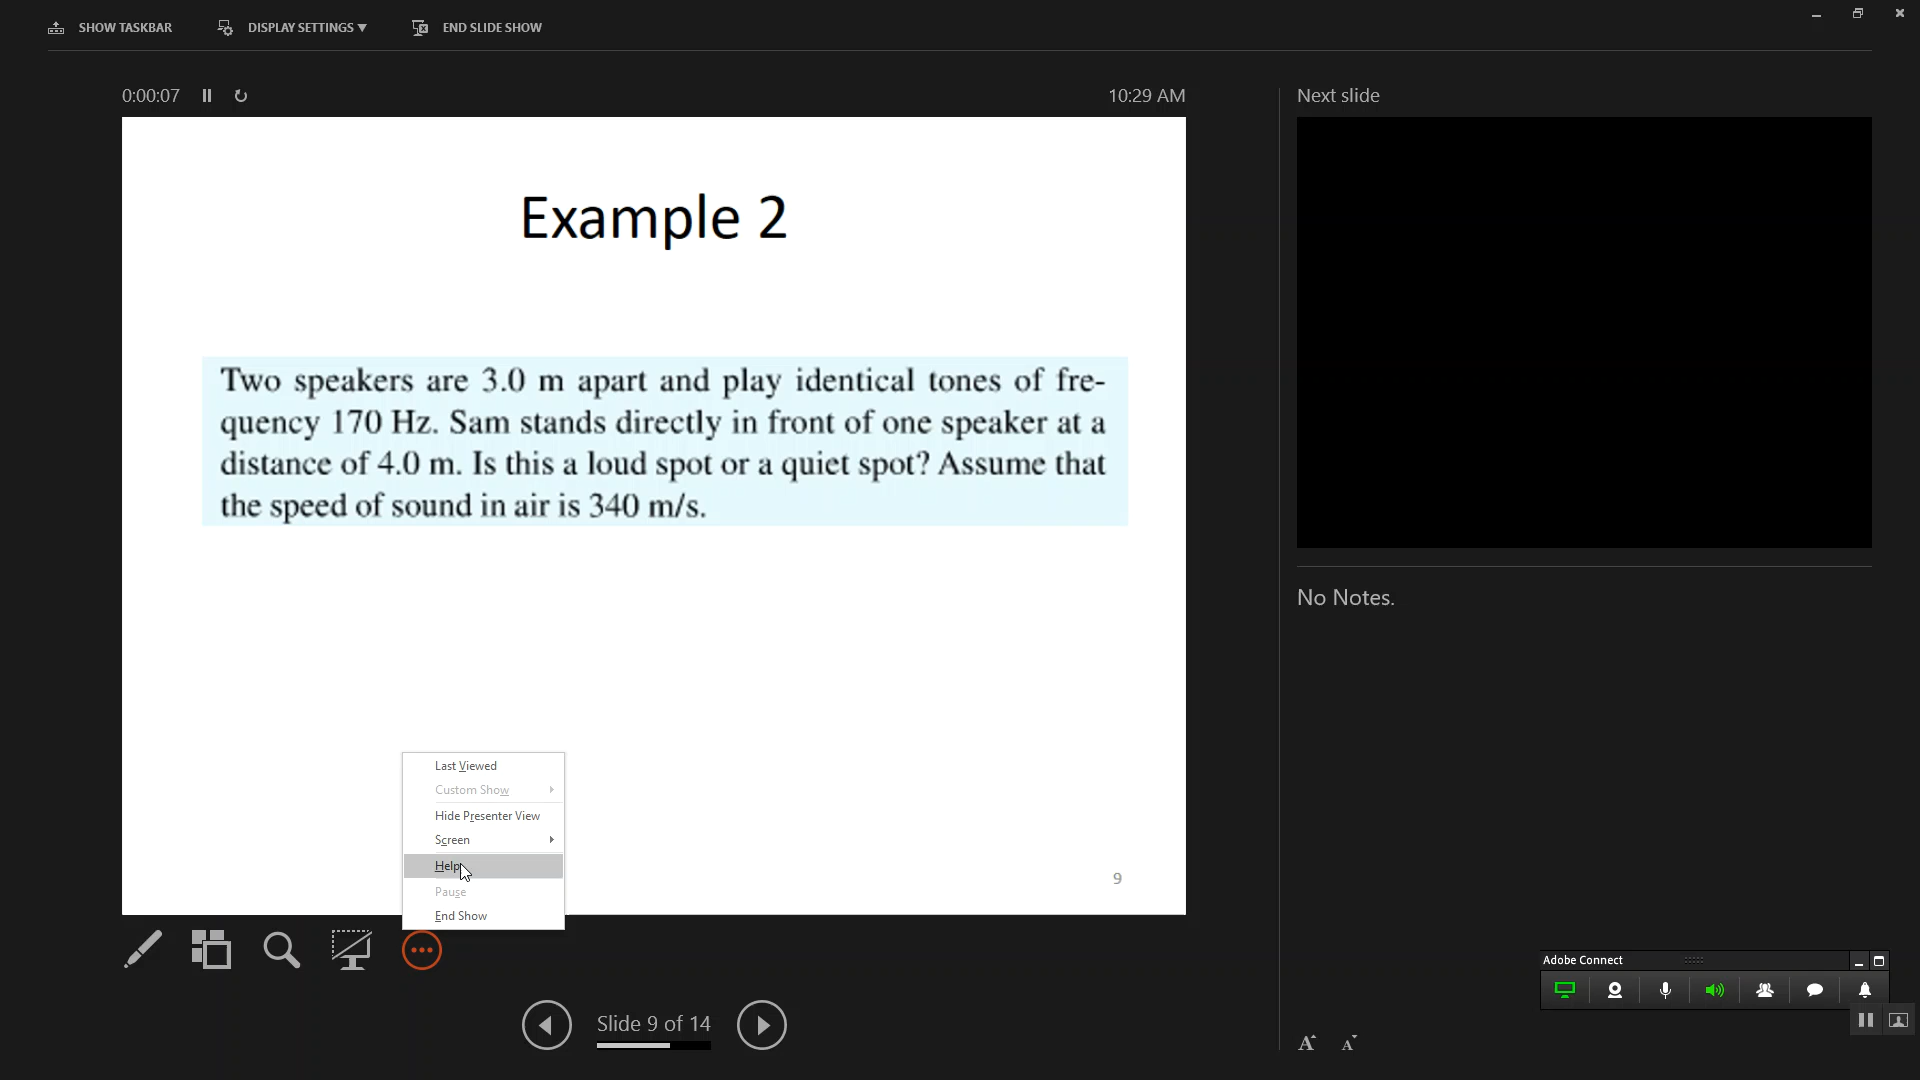 SHOW TASKBAR
DISPLAY SETTINGS ▼
END SLIDE SHOW
0:00:07
10:29 AM
Next slide
Example 2
Two speakers are 3.0 m apart and play identical tones of fre-
quency 170 Hz. Sam stands directly in front of one speaker at a
distance of 4.0 m. Is this a loud spot or a quiet spot? Assume that
the speed of sound in air is 340 m/s.
No Notes.
Last Viewed
Custom Show
Hide Presenter View
Screen
Help
Pause
End Show
9
Adobe Connect
Slide 9 of 14
A A